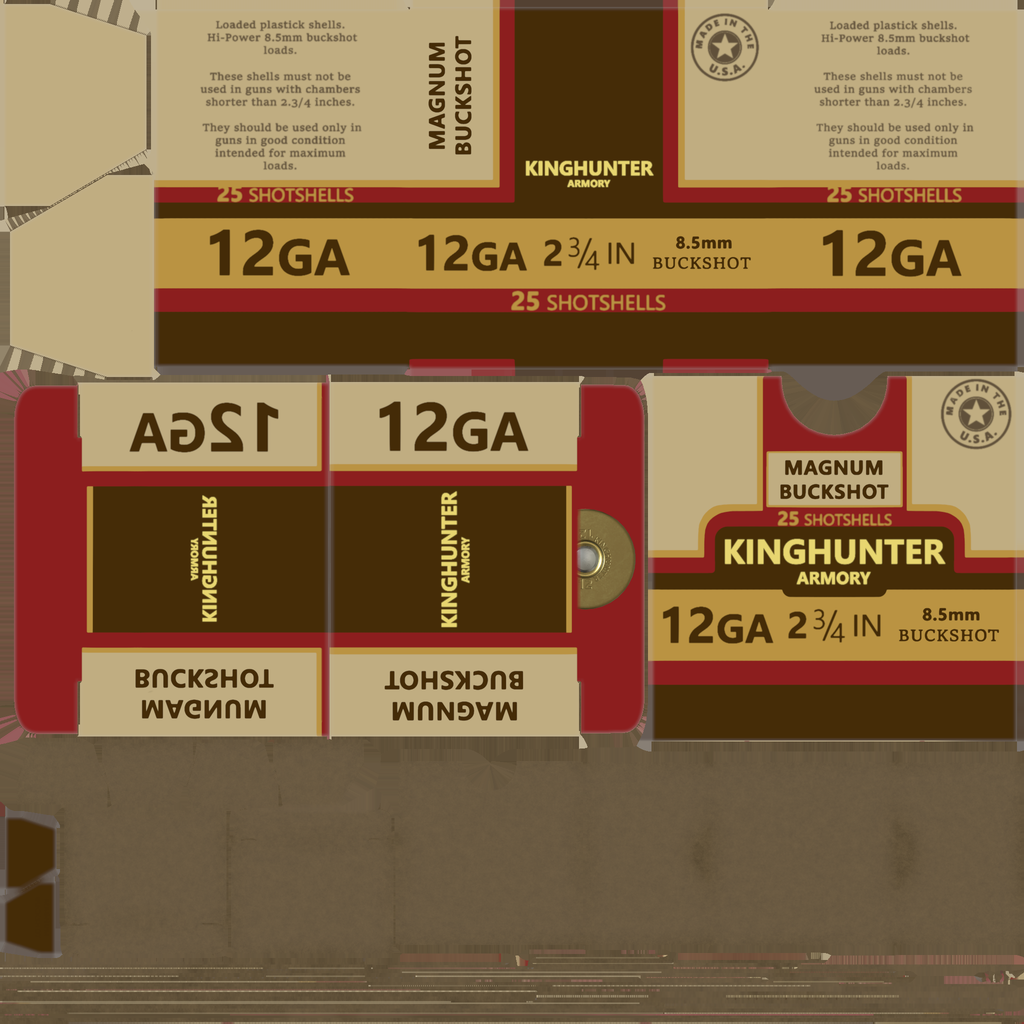 Loaded plastick shells.
Hi-Power 8.5mm buckshot
loads.
These shells must not be
used in guns with chambers
shorter than 2.3/4 inches.
They should be used only in
guns in good condition
intended for maximum
loads.
25 SHOTSHELLS
12GA
MAGNUM
BUCKSHOT
KINGHUNTER
ARMORY
12GA 2 3/4 IN
8.5mm
BUCKSHOT
25 SHOTSHELLS
MADE IN THE
U.S.A.
Loaded plastick shells.
Hi-Power 8.5mm buckshot
loads.
These shells must not be
used in guns with chambers
shorter than 2.3/4 inches.
They should be used only in
guns in good condition
intended for maximum
loads.
25 SHOTSHELLS
12GA
12GA
KINGHUNTER
ARMORY
MAGNUM
BUCKSHOT
12GA
KINGHUNTER
ARMORY
MAGNUM
BUCKSHOT
MADE IN THE
U.S.A.
MAGNUM
BUCKSHOT
25 SHOTSHELLS
KINGHUNTER
ARMORY
12GA 2 3/4 IN
8.5mm
BUCKSHOT